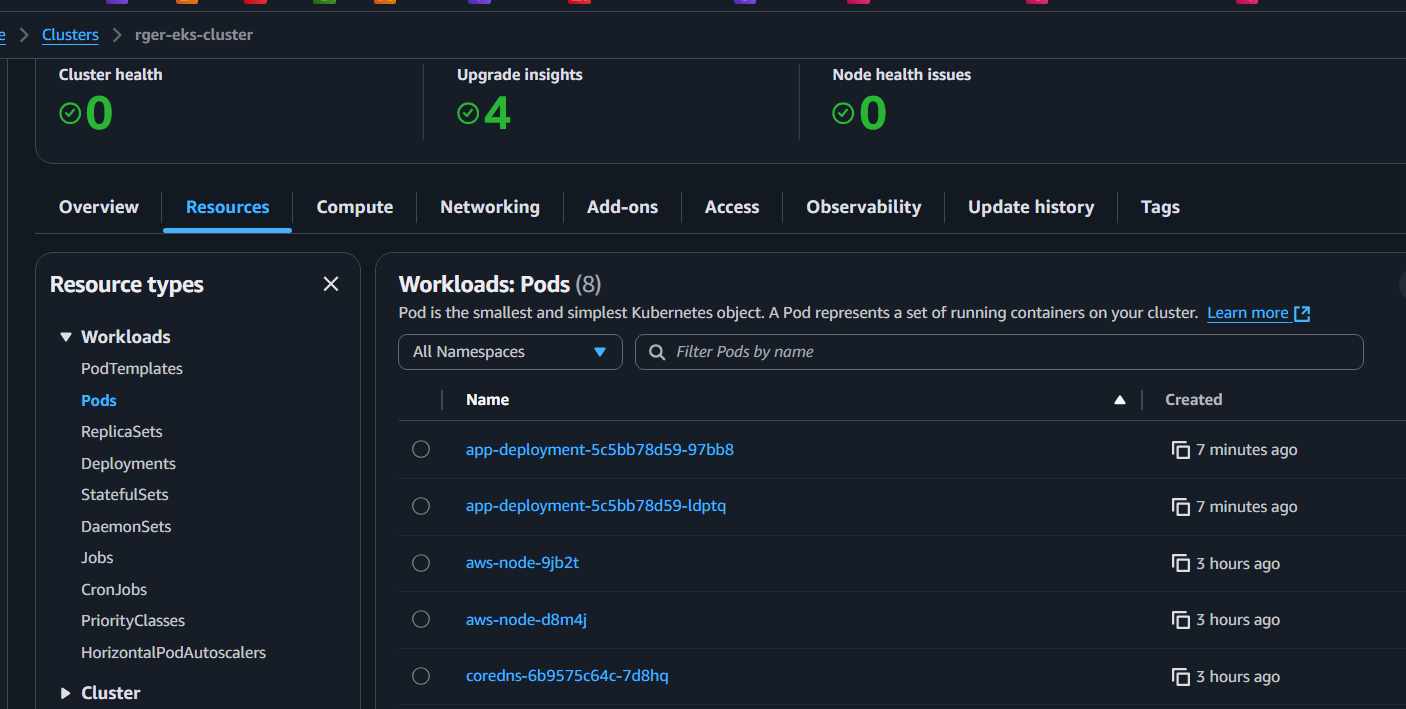 e > Clusters > rger-eks-cluster
Cluster health
0
Upgrade insights
4
Node health issues
0
Overview
Resources
Compute
Networking
Add-ons
Access
Observability
Update history
Tags
Resource types
Workloads
PodTemplates
Pods
ReplicaSets
Deployments
StatefulSets
DaemonSets
Jobs
CronJobs
PriorityClasses
HorizontalPodAutoscalers
Cluster
Workloads: Pods (8)
Pod is the smallest and simplest Kubernetes object. A Pod represents a set of running containers on your cluster. Learn more
All Namespaces
Filter Pods by name
Name Created
app-deployment-5c5bb78d59-97bb8 7 minutes ago
app-deployment-5c5bb78d59-ldptq 7 minutes ago
aws-node-9jb2t 3 hours ago
aws-node-d8m4j 3 hours ago
coredns-6b9575c64c-7d8hq 3 hours ago